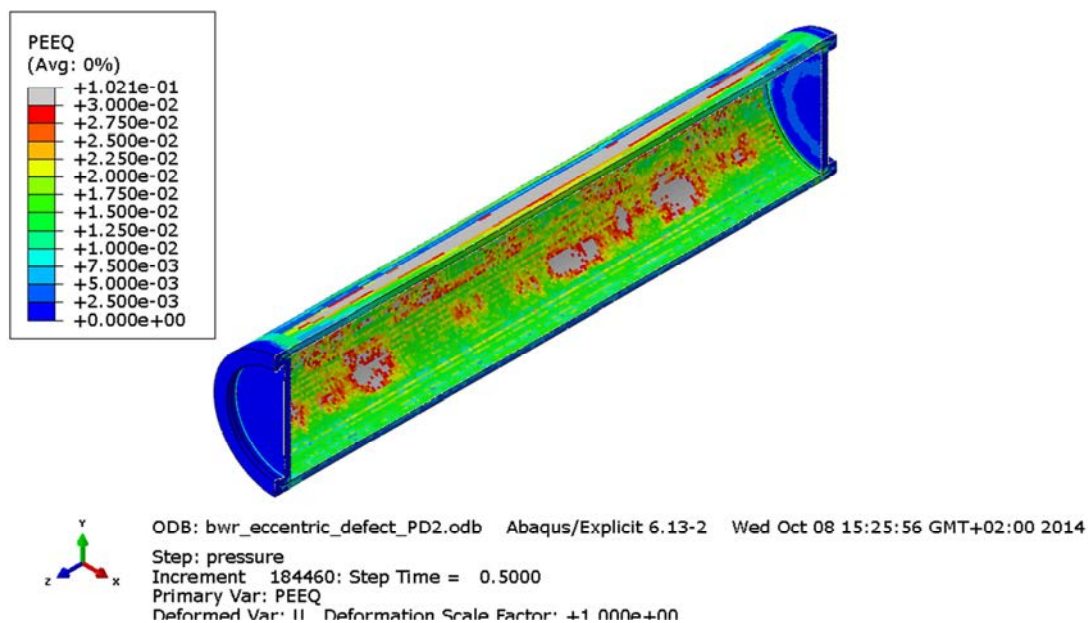 PEEQ
(Avg: 0%)
+1.021e-01
+3.000e-02
+2.750e-02
+2.500e-02
+2.250e-02
+2.000e-02
+1.750e-02
+1.500e-02
+1.250e-02
+1.000e-02
+7.500e-03
+5.000e-03
+2.500e-03
+0.000e+00
Y
Z X
ODB: bwr_eccentric_defect_PD2.odb Abaqus/Explicit 6.13-2 Wed Oct 08 15:25:56 GMT+02:00 2014
Step: pressure
Increment 184460: Step Time = 0.5000
Primary Var: PEEQ
Deformed Var: U Deformation Scale Factor: +1.000e+00